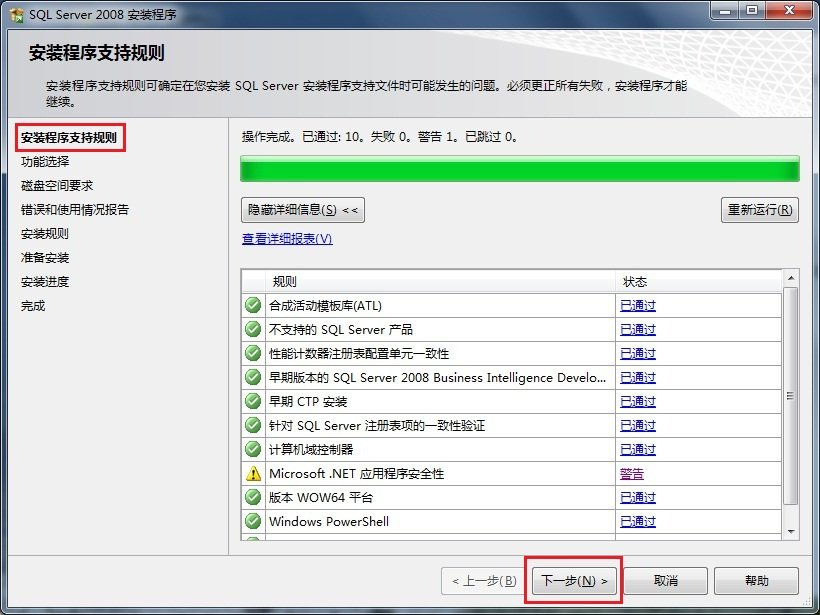 SQL Server 2008 安装程序
安装程序支持规则
安装程序支持规则可确定在您安装 SQL Server 安装程序支持文件时可能发生的问题。必须更正所有失败，安装程序才能
继续。
安装程序支持规则
功能选择
磁盘空间要求
错误和使用情况报告
安装规则
准备安装
安装进度
完成
操作完成。已通过: 10。失败 0。警告 1。已跳过 0。
隐藏详细信息(S) <<
重新运行(R)
查看详细报表(V)
规则 状态
合成活动模板库(ATL) 已通过
不支持的 SQL Server 产品 已通过
性能计数器注册表配置单元一致性 已通过
早期版本的 SQL Server 2008 Business Intelligence Develo... 已通过
早期 CTP 安装 已通过
针对 SQL Server 注册表项的一致性验证 已通过
计算机域控制器 已通过
Microsoft .NET 应用程序安全性 警告
版本 WOW64 平台 已通过
Windows PowerShell 已通过
< 上一步(B) 下一步(N) > 取消 帮助